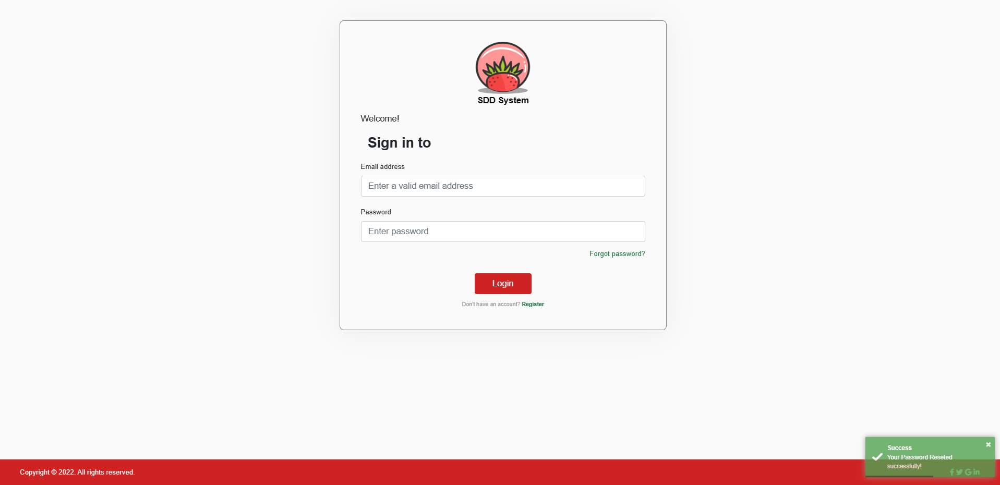 SDD System
Welcome!
Sign in to
Email address
Enter a valid email address
Password
Enter password
Forgot password?
Login
Don't have an account? Register
Success
Your Password Reseted
successfully!
Copyright © 2022. All rights reserved.